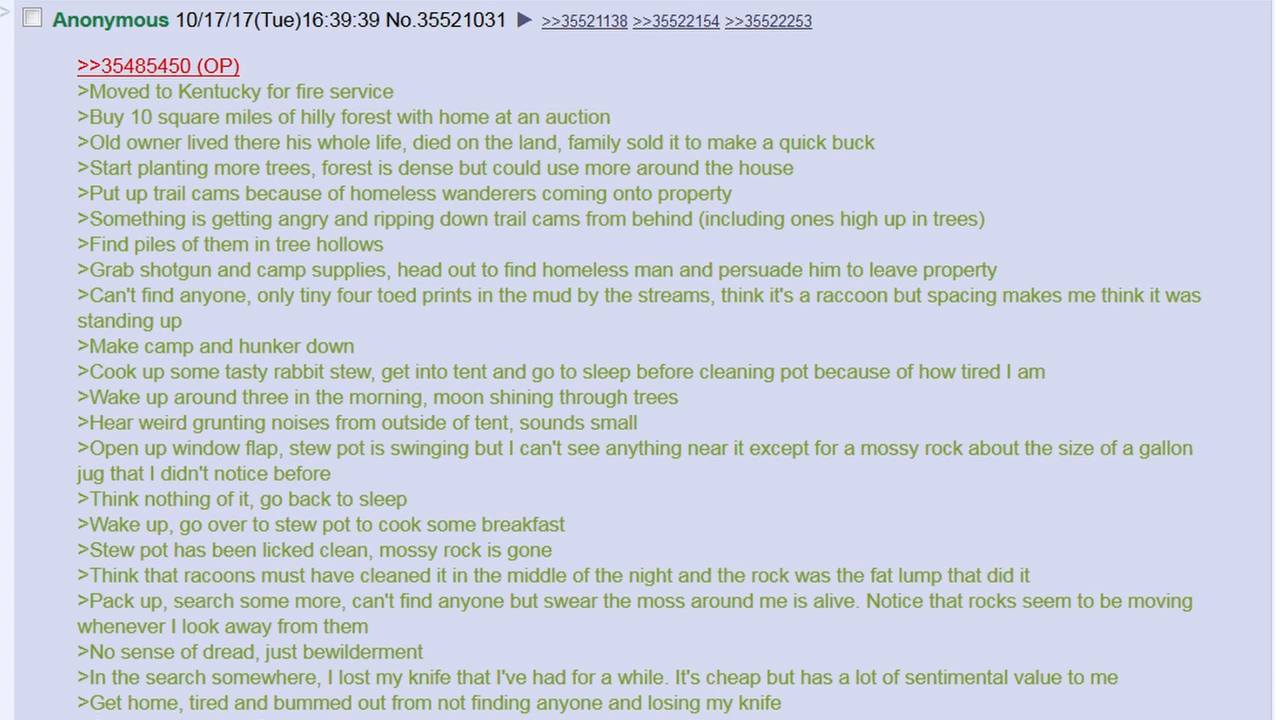 Anonymous 10/17/17(Tue)16:39:39 No.35521031 ▶ >>35521138 >>35522154 >>35522253
>>35485450 (OP)
>Moved to Kentucky for fire service
>Buy 10 square miles of hilly forest with home at an auction
>Old owner lived there his whole life, died on the land, family sold it to make a quick buck
>Start planting more trees, forest is dense but could use more around the house
>Put up trail cams because of homeless wanderers coming onto property
>Something is getting angry and ripping down trail cams from behind (including ones high up in trees)
>Find piles of them in tree hollows
>Grab shotgun and camp supplies, head out to find homeless man and persuade him to leave property
>Can't find anyone, only tiny four toed prints in the mud by the streams, think it's a raccoon but spacing makes me think it was
standing up
>Make camp and hunker down
>Cook up some tasty rabbit stew, get into tent and go to sleep before cleaning pot because of how tired I am
>Wake up around three in the morning, moon shining through trees
>Hear weird grunting noises from outside of tent, sounds small
>Open up window flap, stew pot is swinging but I can't see anything near it except for a mossy rock about the size of a gallon
jug that I didn't notice before
>Think nothing of it, go back to sleep
>Wake up, go over to stew pot to cook some breakfast
>Stew pot has been licked clean, mossy rock is gone
>Think that racoons must have cleaned it in the middle of the night and the rock was the fat lump that did it
>Pack up, search some more, can't find anyone but swear the moss around me is alive. Notice that rocks seem to be moving
whenever I look away from them
>No sense of dread, just bewilderment
>In the search somewhere, I lost my knife that I've had for a while. It's cheap but has a lot of sentimental value to me
>Get home, tired and bummed out from not finding anyone and losing my knife